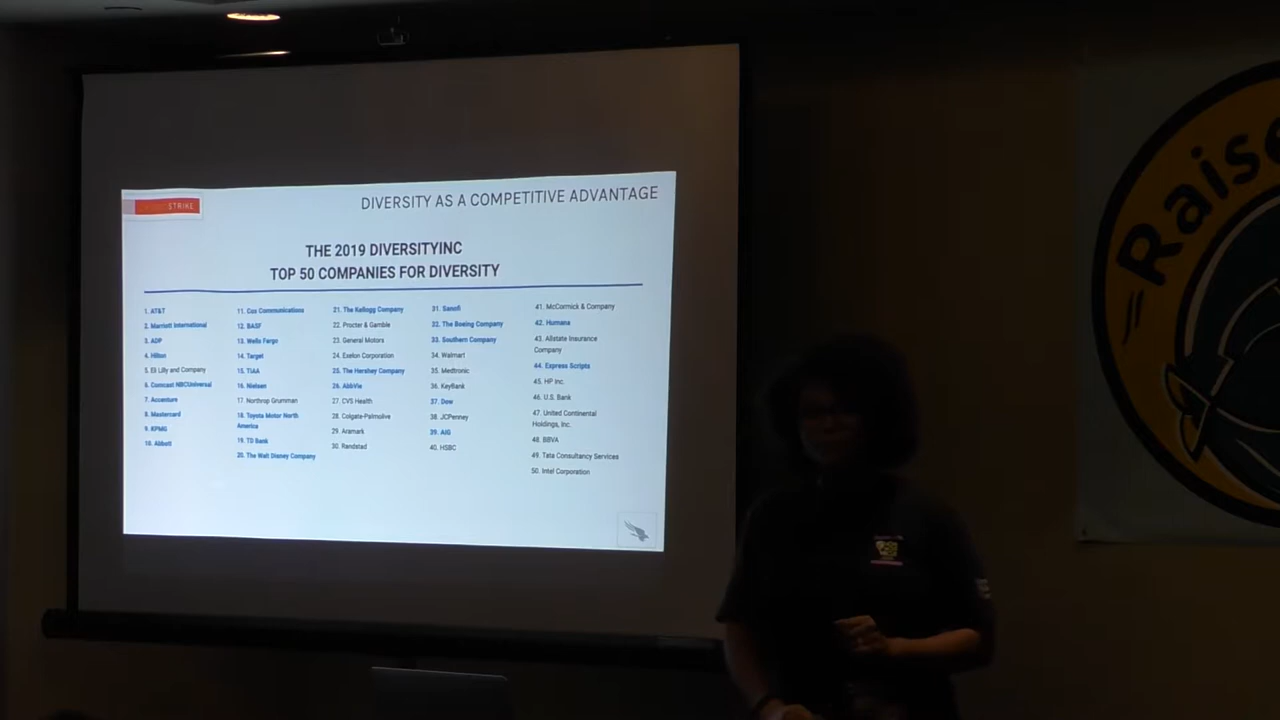 STRIKE
DIVERSITY AS A COMPETITIVE ADVANTAGE
THE 2019 DIVERSITYINC
TOP 50 COMPANIES FOR DIVERSITY
1. AT&T
2. Marriott International
3. ADP
4. Hilton
5. Eli Lilly and Company
6. Comcast NBCUniversal
7. Accenture
8. Mastercard
9. KPMG
10. Abbott
11. Cox Communications
12. BASF
13. Wells Fargo
14. Target
15. TIAA
16. Nielsen
17. Northrop Grumman
18. Toyota Motor North
America
19. TD Bank
20. The Walt Disney Company
21. The Kellogg Company
22. Procter & Gamble
23. General Motors
24. Exelon Corporation
25. The Hershey Company
26. AbbVie
27. CVS Health
28. Colgate-Palmolive
29. Aramark
30. Randstad
31. Sanofi
32. The Boeing Company
33. Southern Company
34. Walmart
35. Medtronic
36. KeyBank
37. Dow
38. JCPenney
39. AIG
40. HSBC
41. McCormick & Company
42. Humana
43. Allstate Insurance
Company
44. Express Scripts
45. HP Inc.
46. U.S. Bank
47. United Continental
Holdings, Inc.
48. BBVA
49. Tata Consultancy Services
50. Intel Corporation
Raise